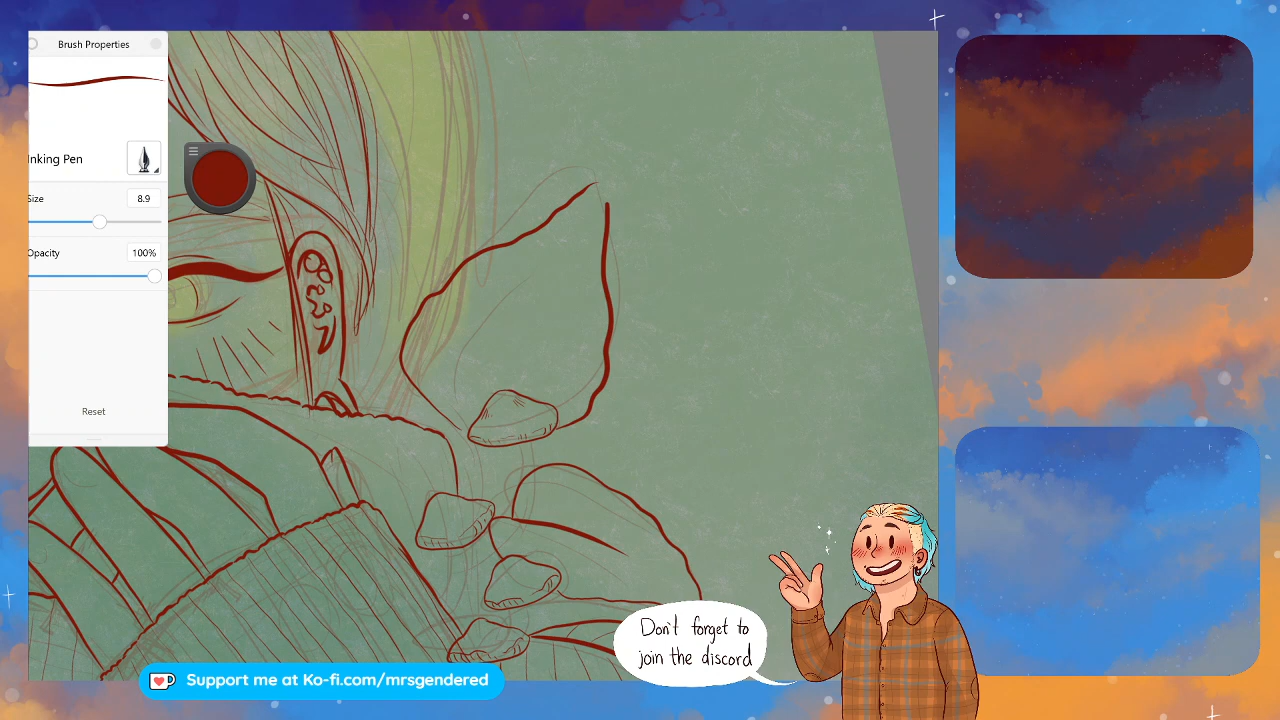 Brush Properties
Inking Pen
Size 8.9
Opacity 100%
Reset
Don't forget to
join the discord
Support me at Ko-fi.com/mrsgendered